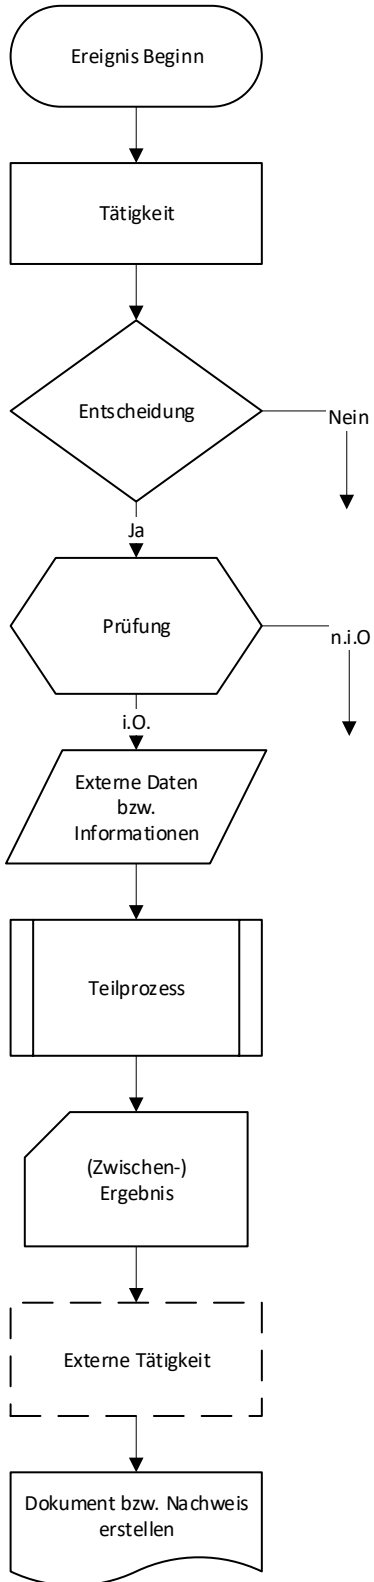 Ereignis Beginn
Tätigkeit
Entscheidung
Nein
Ja
Prüfung
n.i.O
i.O.
Externe Daten
bzw.
Informationen
Teilprozess
(Zwischen-)
Ergebnis
Externe Tätigkeit
Dokument bzw. Nachweis
erstellen